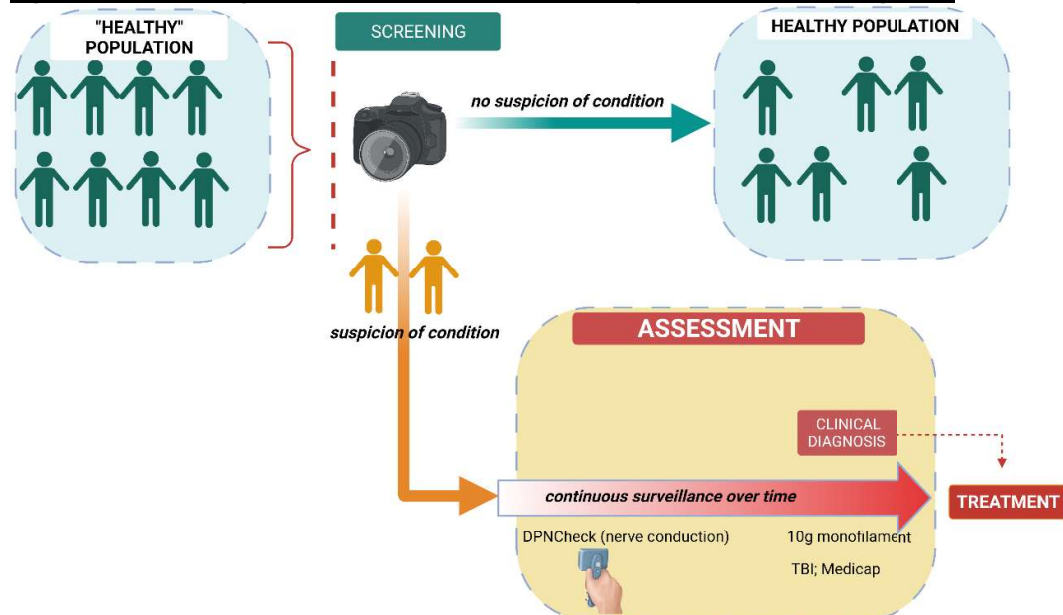 "HEALTHY"
POPULATION
SCREENING
HEALTHY POPULATION
no suspicion of condition
suspicion of condition
ASSESSMENT
CLINICAL
DIAGNOSIS
continuous surveillance over time
TREATMENT
DPNCheck (nerve conduction)
10g monofilament
TBI; Medicap